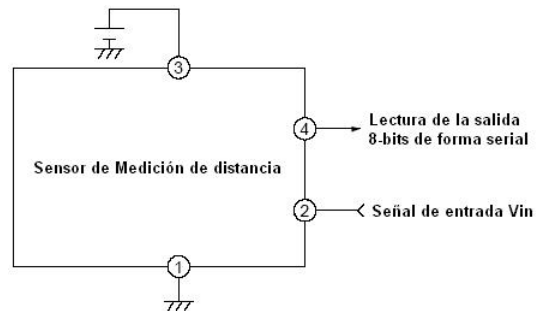 3
4
Lectura de la salida
8-bits de forma serial
Sensor de Medición de distancia
2
Señal de entrada Vin
1